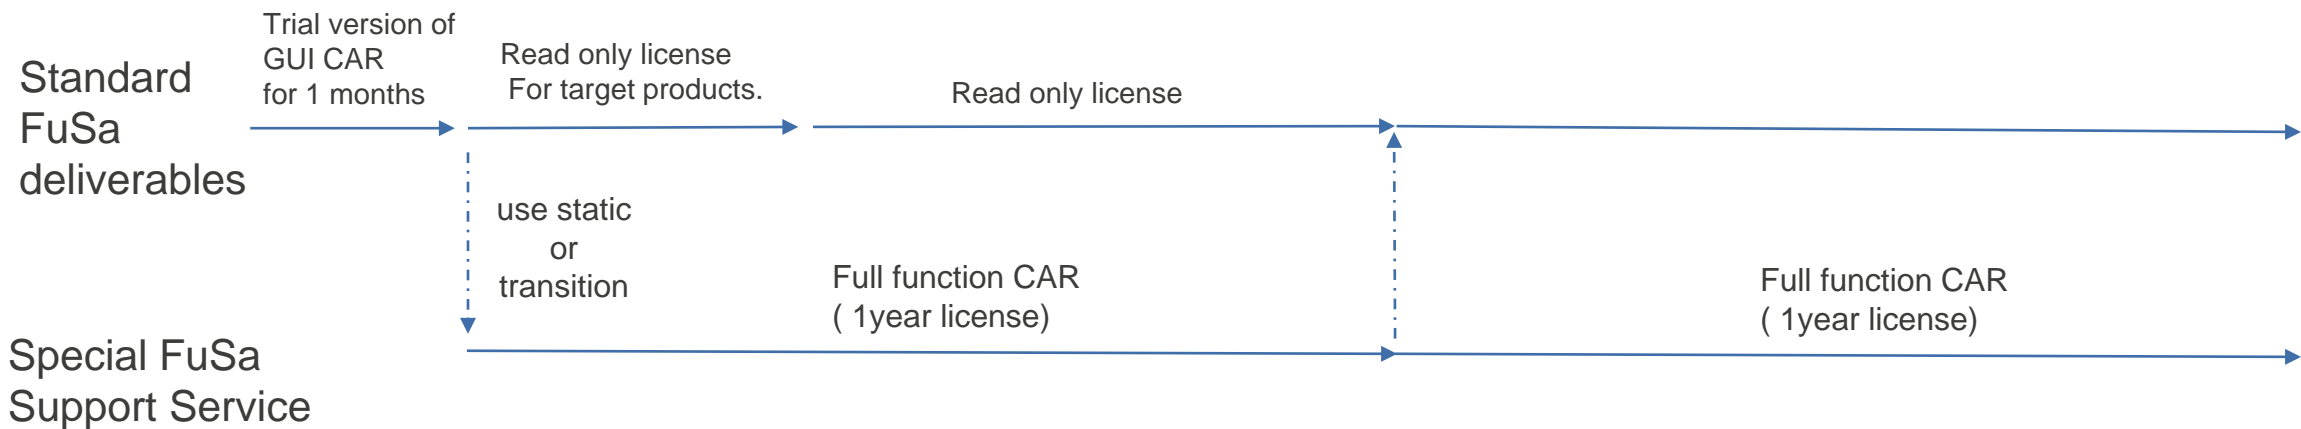 Trial version of
GUI CAR
for 1 months
Standard
FuSa
deliverables
Read only license
For target products.
Read only license
use static
or
transition
Full function CAR
( 1year license)
Full function CAR
( 1year license)
Special FuSa
Support Service